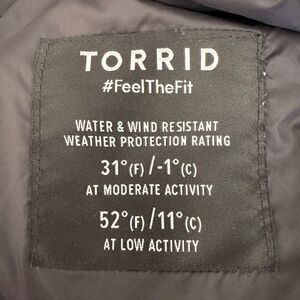 TORRID
#FeelTheFit
WATER & WIND RESISTANT
WEATHER PROTECTION RATING
31°(F)/-1°(C)
AT MODERATE ACTIVITY
52°(F)/11°(C)
AT LOW ACTIVITY